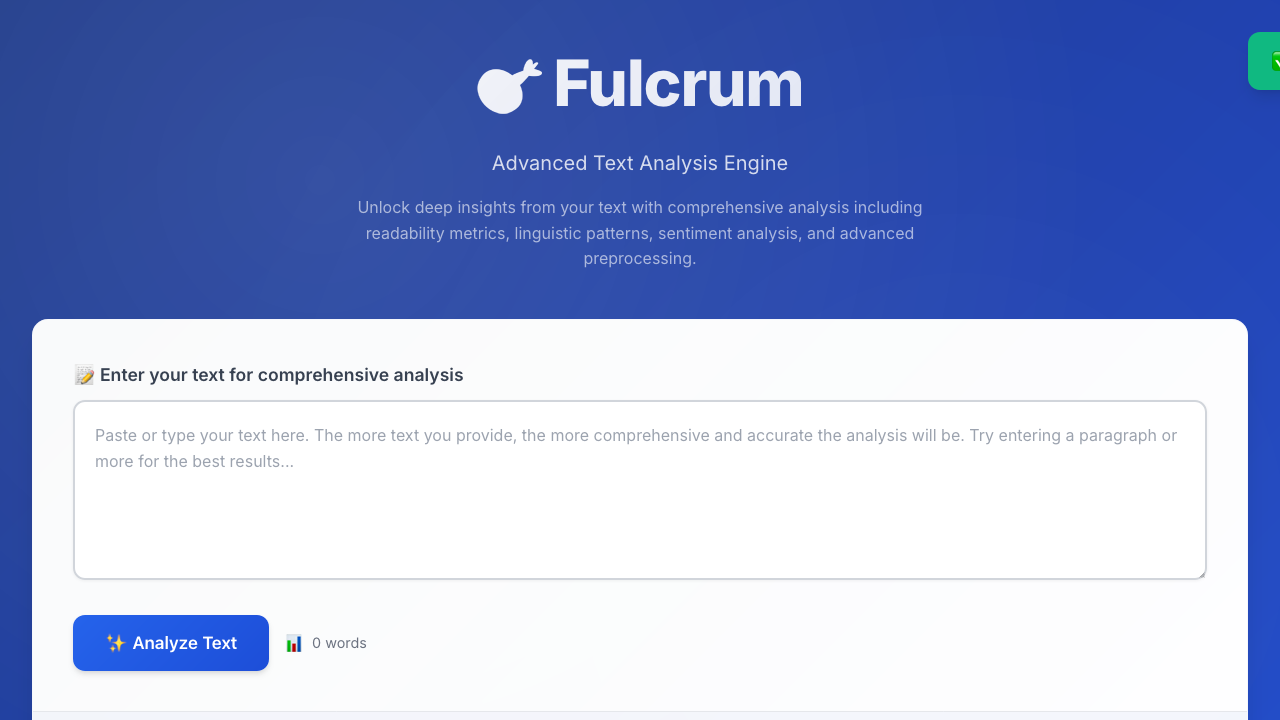 Fulcrum
Advanced Text Analysis Engine
Unlock deep insights from your text with comprehensive analysis including
readability metrics, linguistic patterns, sentiment analysis, and advanced
preprocessing.
Enter your text for comprehensive analysis
Paste or type your text here. The more text you provide, the more comprehensive and accurate the analysis will be. Try entering a paragraph or
more for the best results...
Analyze Text
0 words